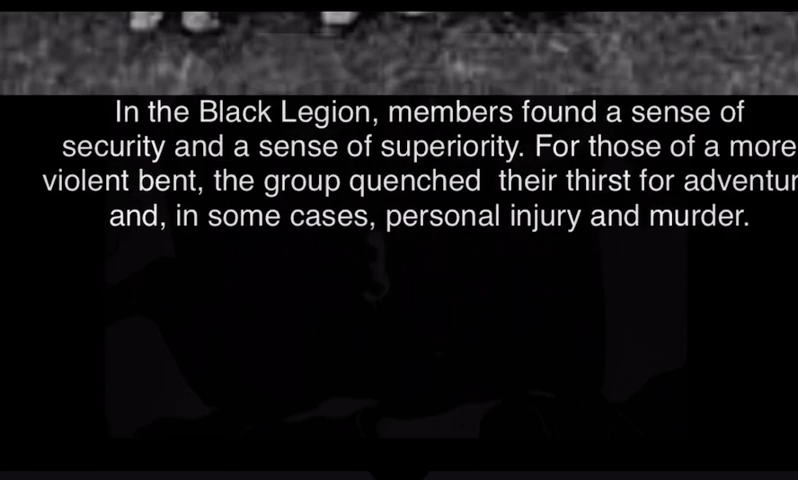 In the Black Legion, members found a sense of
security and a sense of superiority. For those of a more
violent bent, the group quenched  their thirst for adventur
and, in some cases, personal injury and murder.